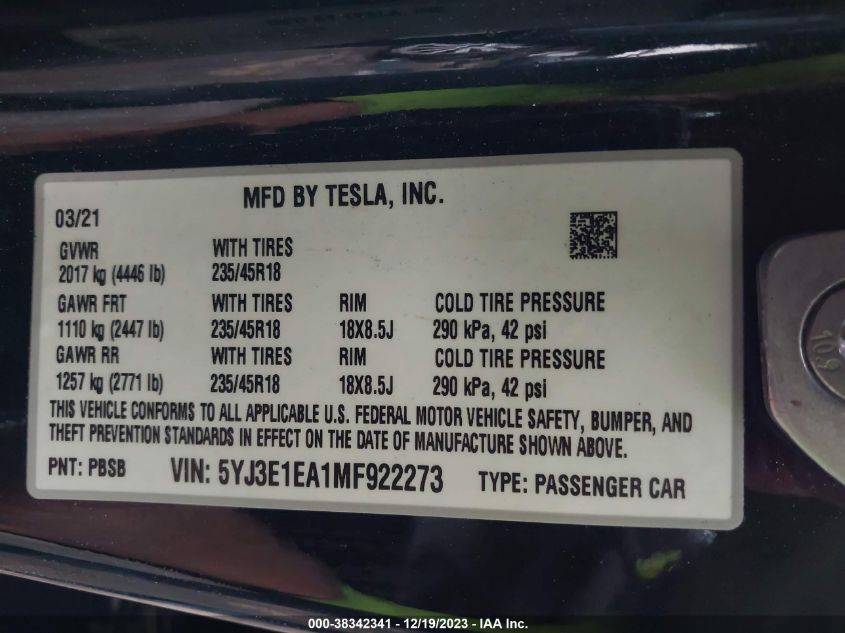 MFD BY TESLA, INC.
03/21
GVWR WITH TIRES
2017 kg (4446 lb) 235/45R18
GAWR FRT WITH TIRES RIM COLD TIRE PRESSURE
1110 kg (2447 lb) 235/45R18 18X8.5J 290 kPa, 42 psi
GAWR RR WITH TIRES RIM COLD TIRE PRESSURE
1257 kg (2771 lb) 235/45R18 18X8.5J 290 kPa, 42 psi
THIS VEHICLE CONFORMS TO ALL APPLICABLE U.S. FEDERAL MOTOR VEHICLE SAFETY, BUMPER, AND
THEFT PREVENTION STANDARDS IN EFFECT ON THE DATE OF MANUFACTURE SHOWN ABOVE.
PNT: PBSB VIN: 5YJ3E1EA1MF922273 TYPE: PASSENGER CAR
10.9
000-38342341 - 12/19/2023 - IAA Inc.